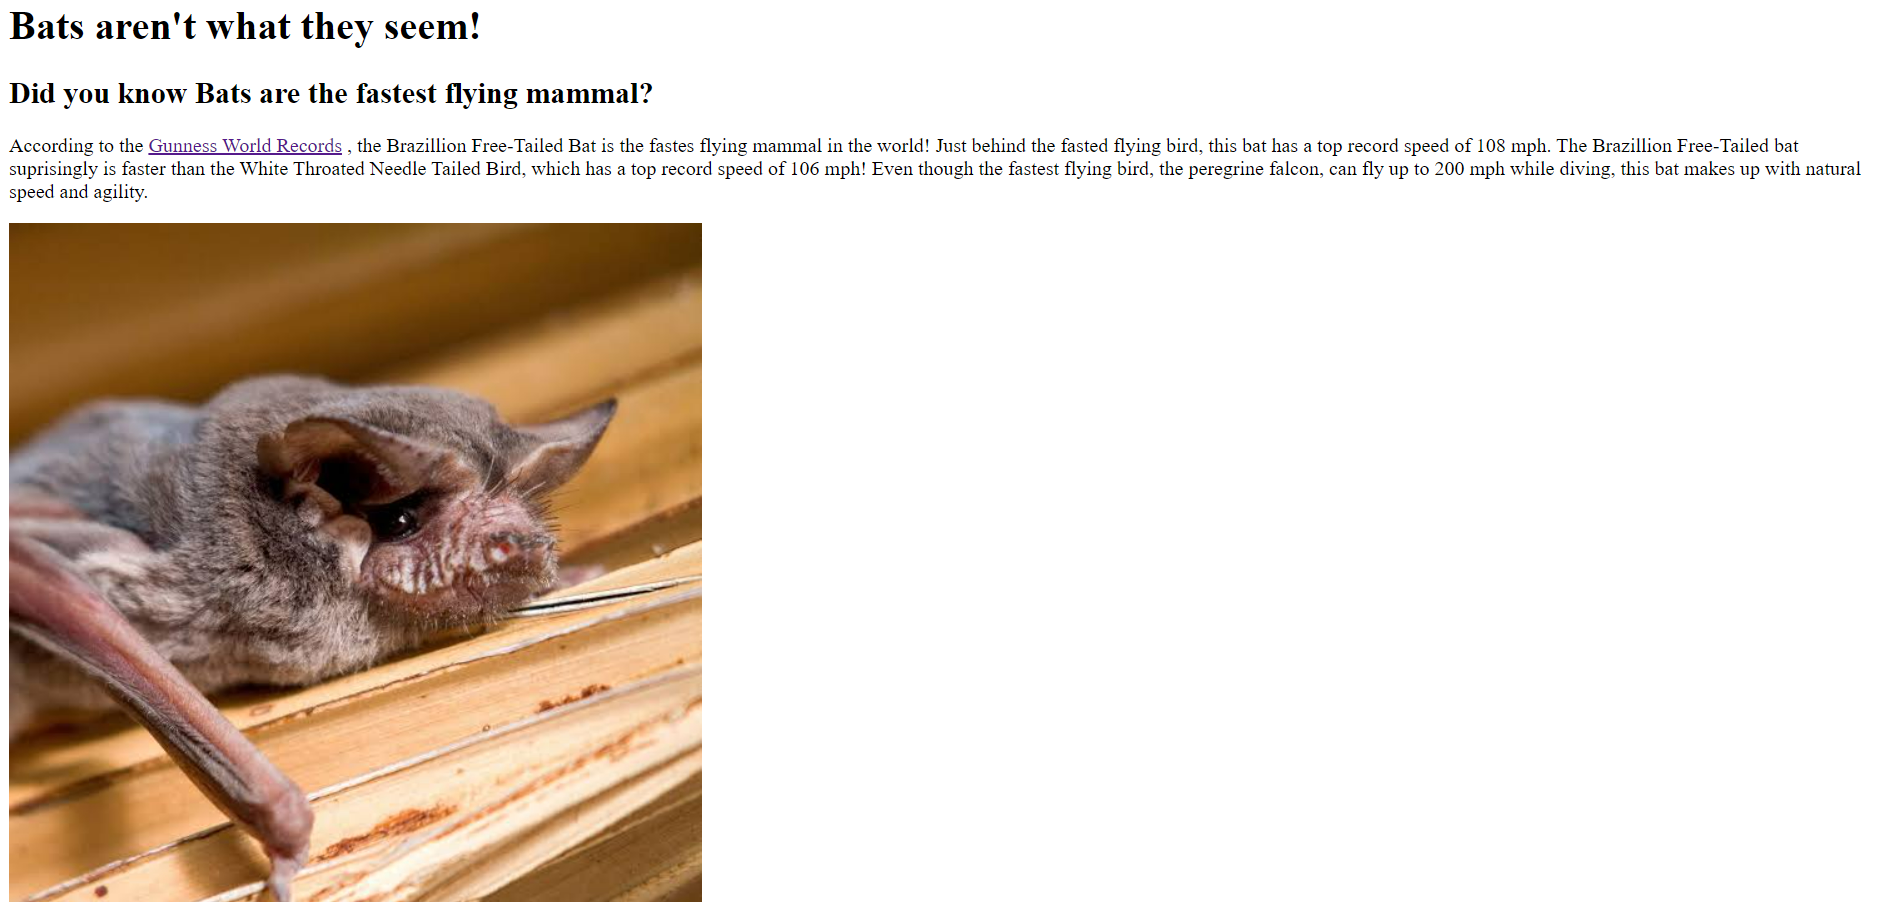 Bats aren't what they seem!
Did you know Bats are the fastest flying mammal?
According to the Gunness World Records , the Brazillion Free-Tailed Bat is the fastes flying mammal in the world! Just behind the fasted flying bird, this bat has a top record speed of 108 mph. The Brazillion Free-Tailed bat
suprisingly is faster than the White Throated Needle Tailed Bird, which has a top record speed of 106 mph! Even though the fastest flying bird, the peregrine falcon, can fly up to 200 mph while diving, this bat makes up with natural
speed and agility.